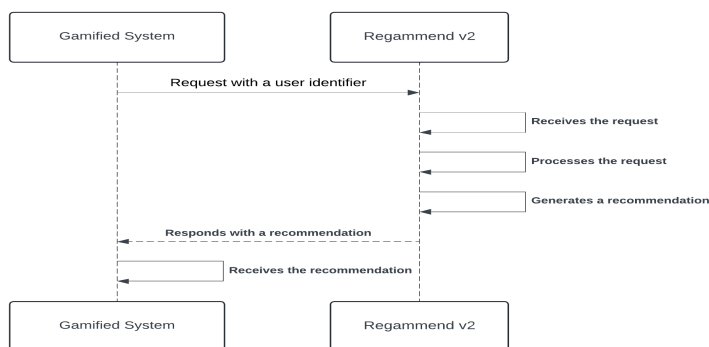 Gamified System
Regammend v2
Request with a user identifier
Receives the request
Processes the request
Generates a recommendation
Responds with a recommendation
Receives the recommendation
Gamified System
Regammend v2